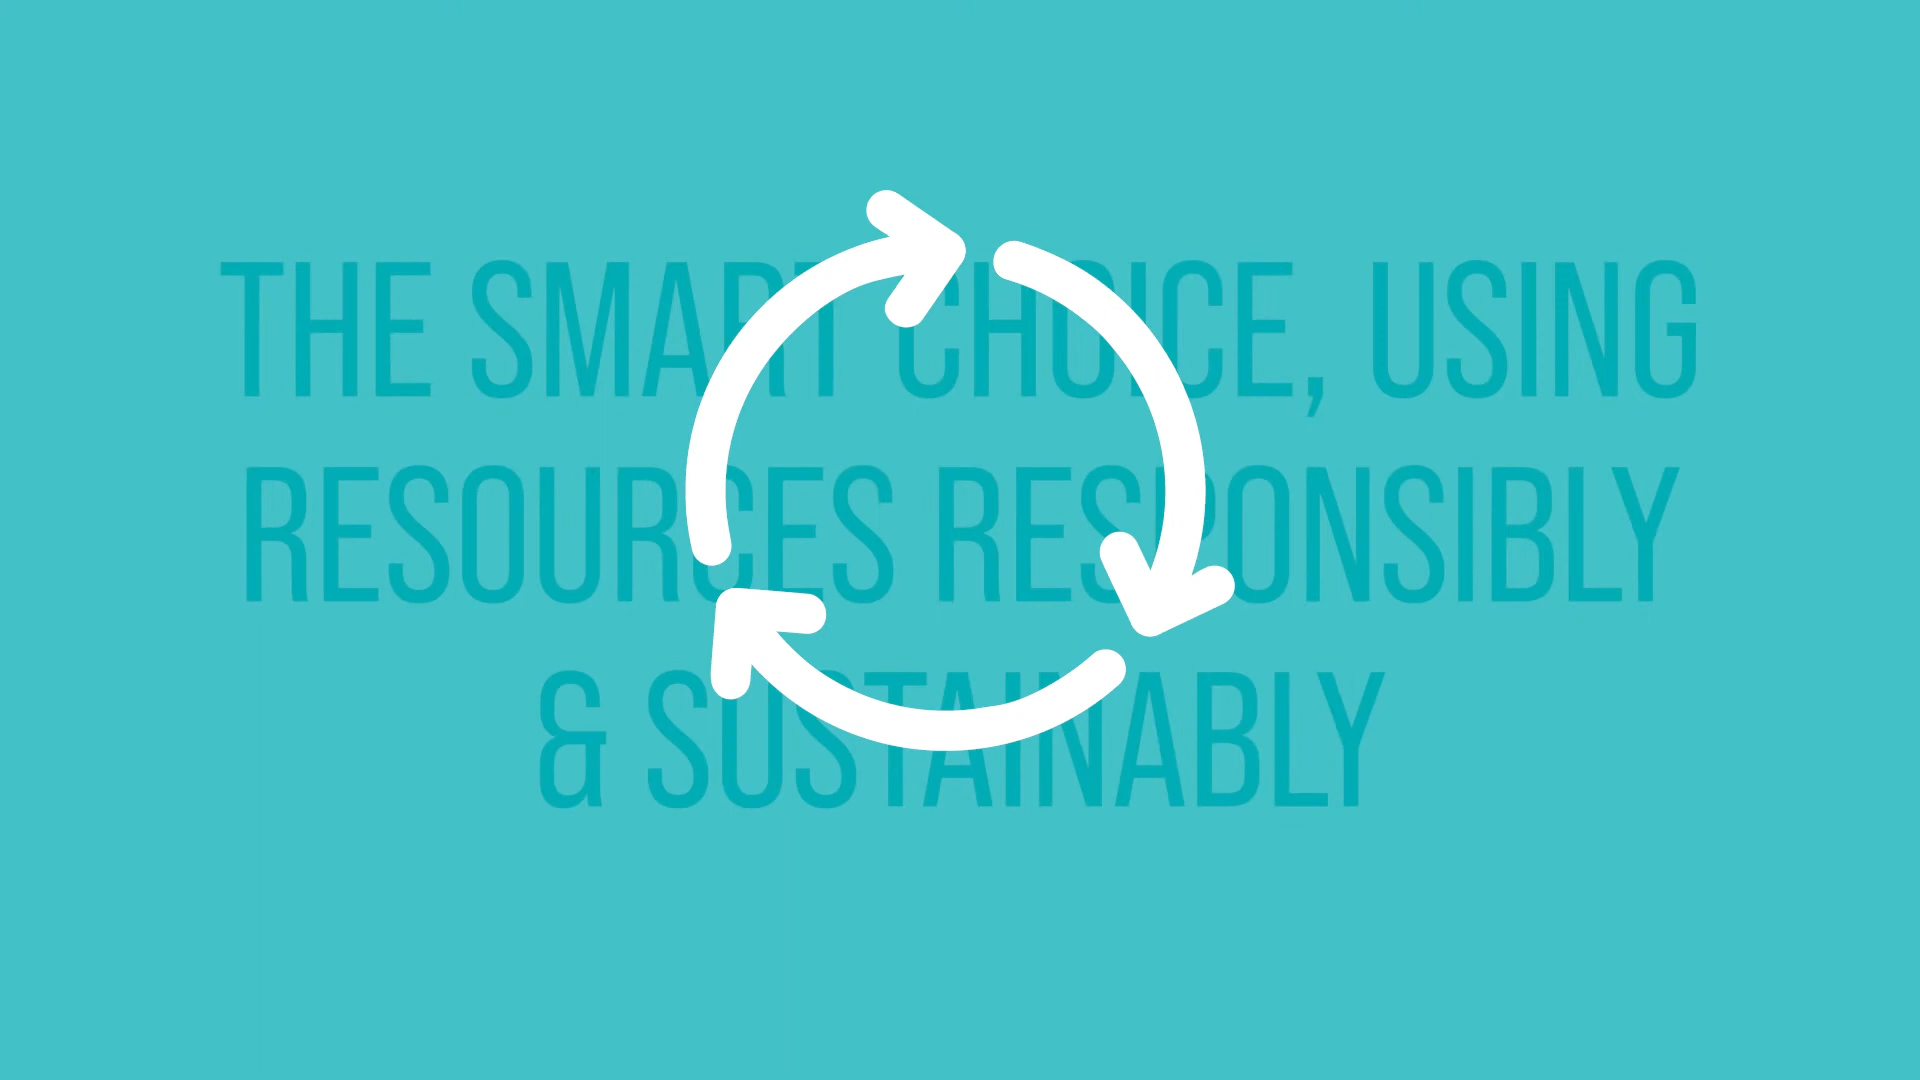 THE SMART CHOICE, USING
RESOURCES RESPONSIBLY
& SUSTAINABLY